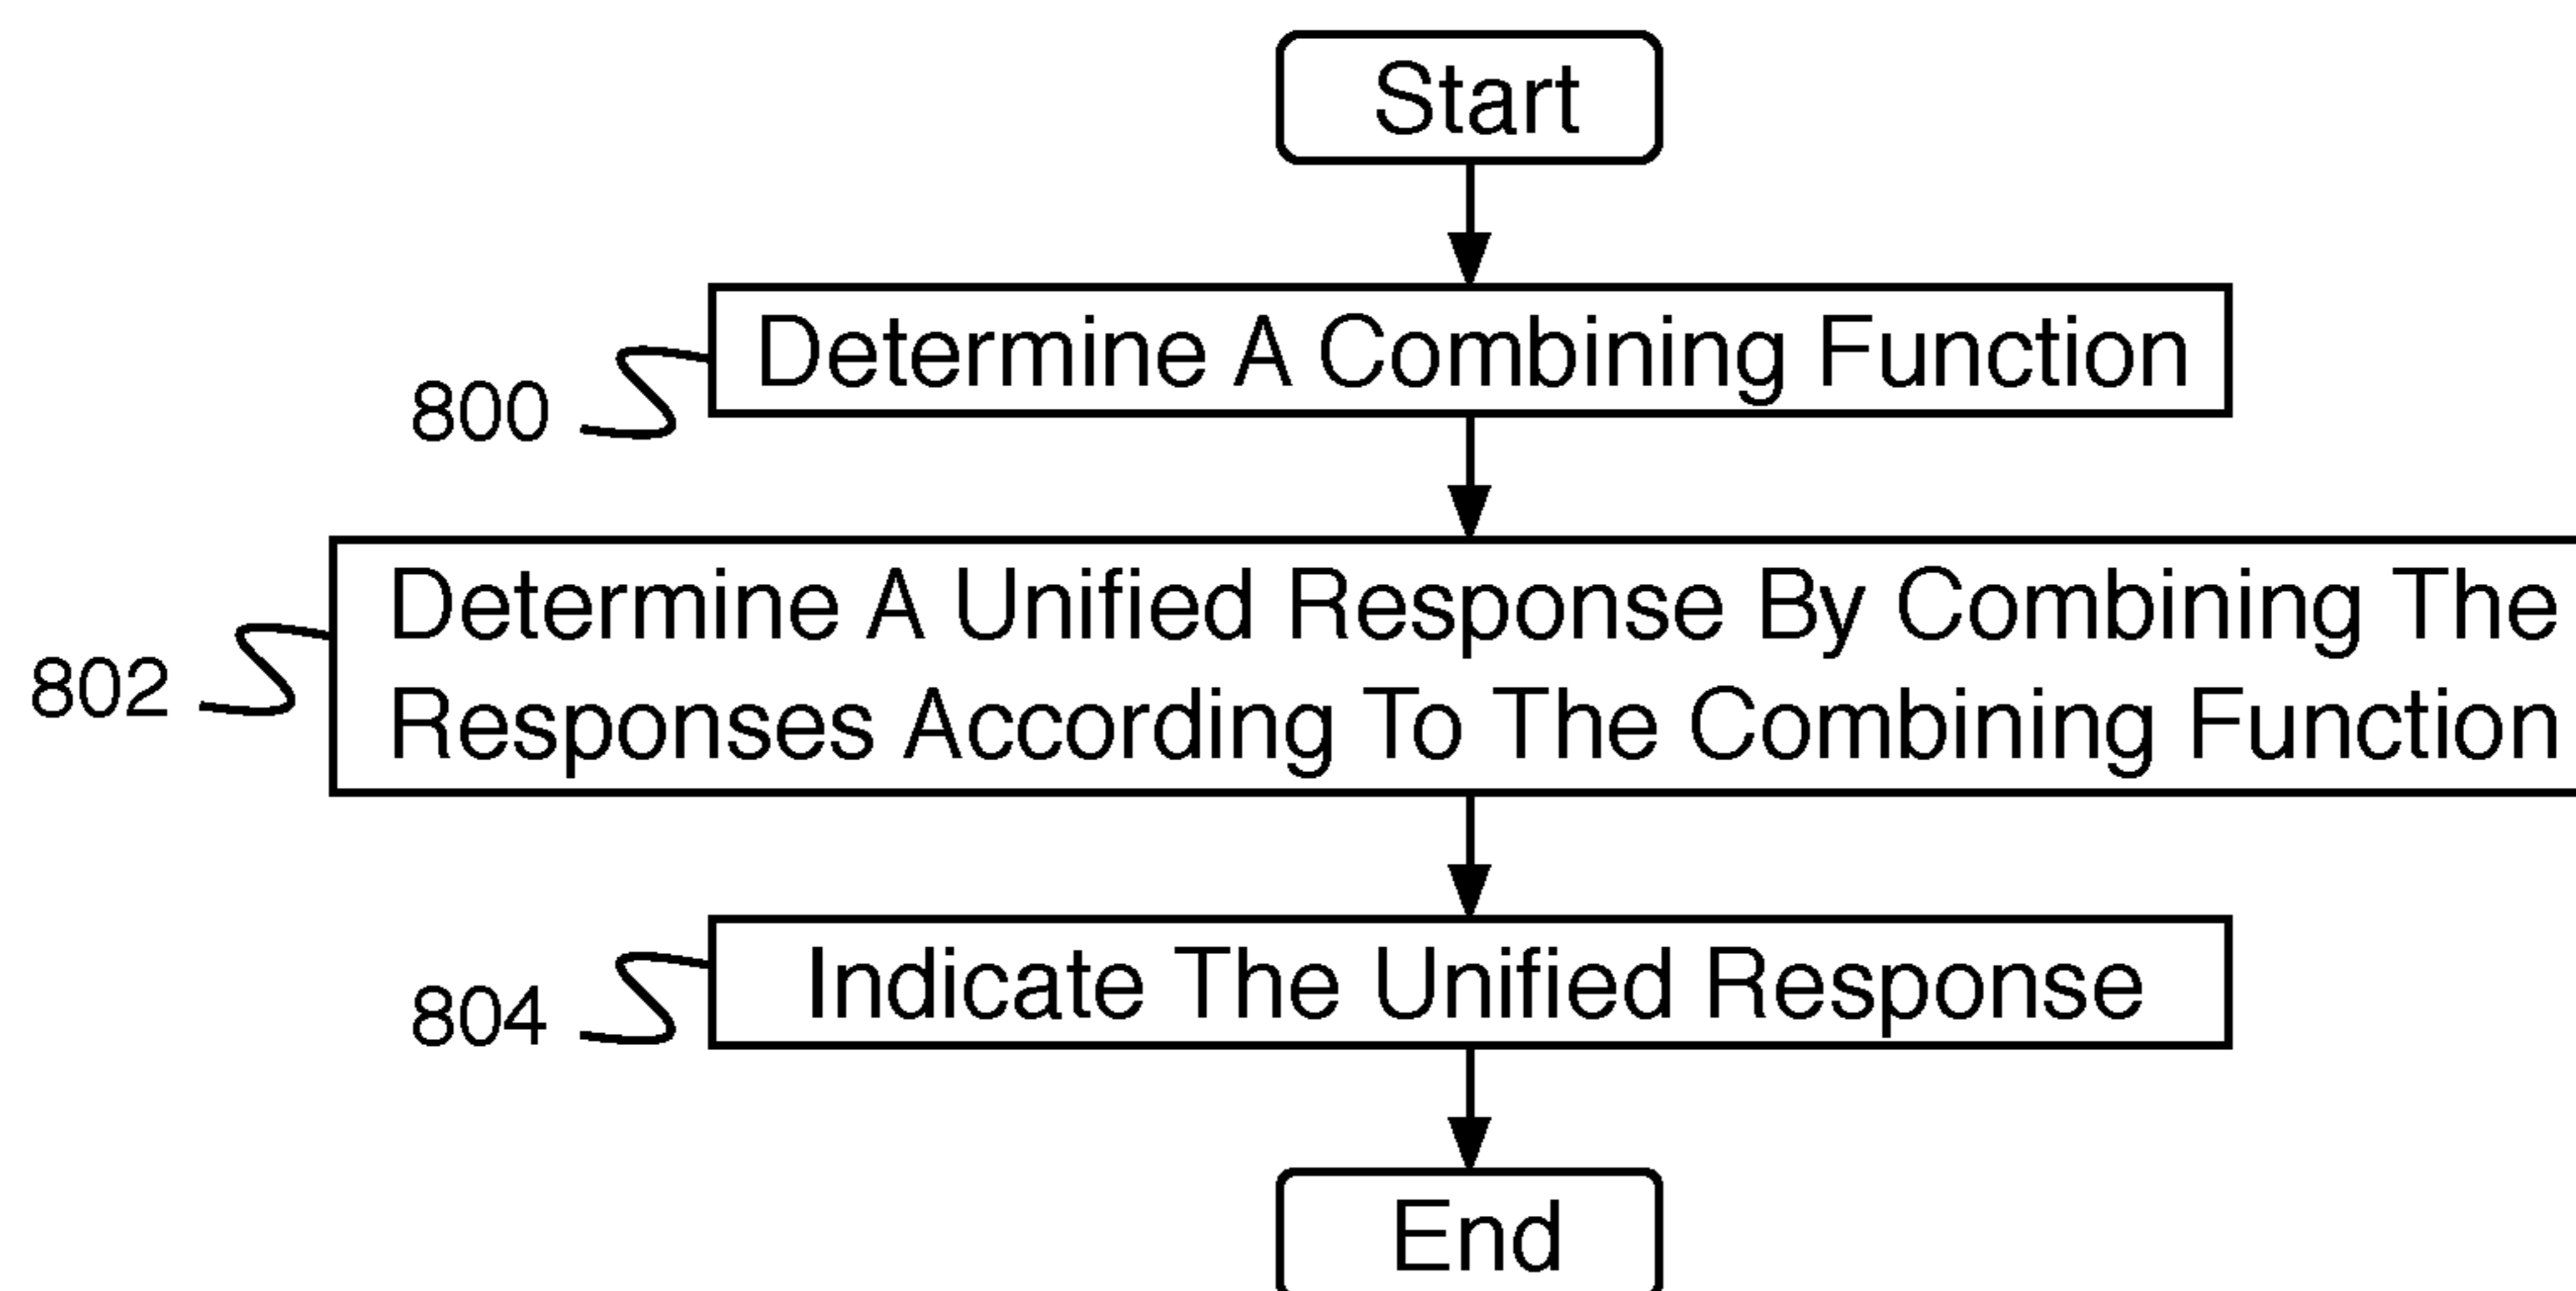 Start
Determine A Combining Function
800
Determine A Unified Response By Combining The
Responses According To The Combining Function
802
Indicate The Unified Response
804
End